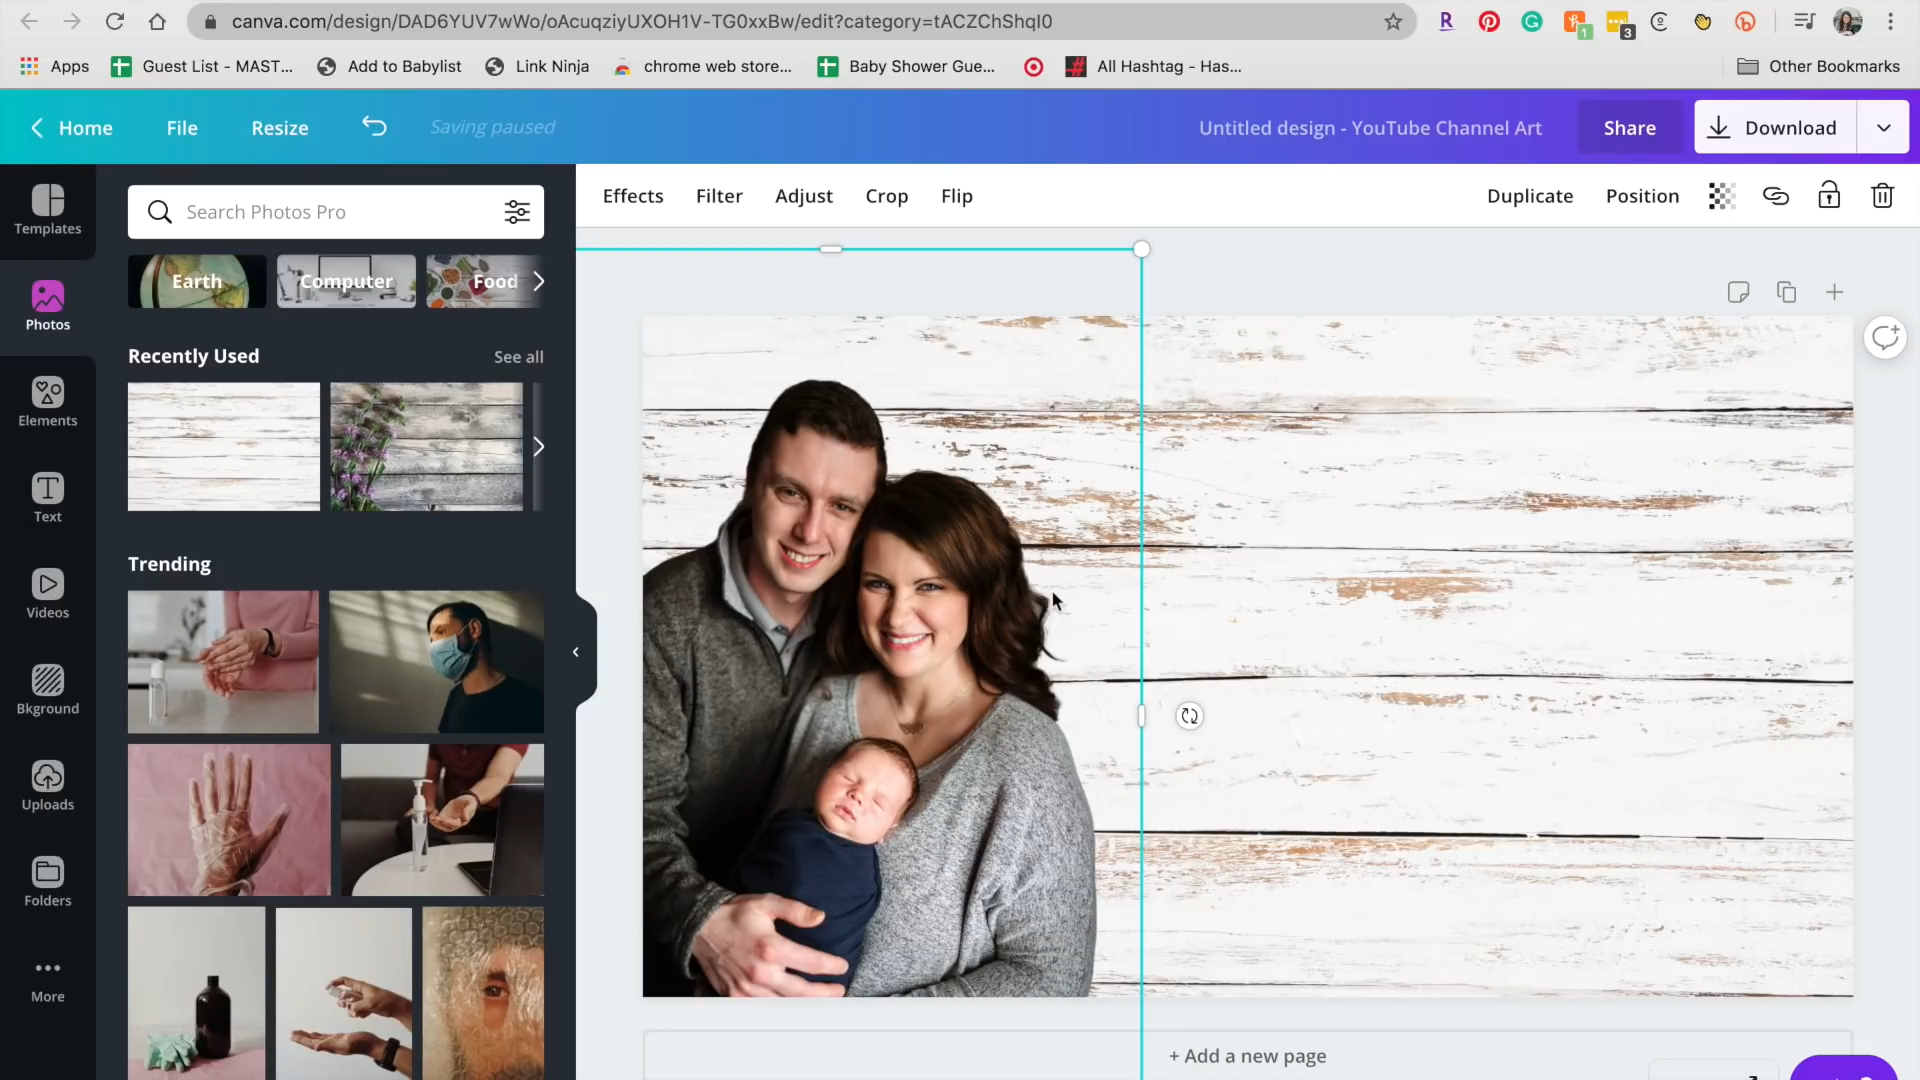 canva.com/design/DAD6YUV7wWo/oAcuqziyUXOH1V-TG0xxBw/edit?category=tACZChShqI0
R
1
3
Apps
Guest List - MAST...
Add to Babylist
Link Ninja
chrome web store...
Baby Shower Gue...
All Hashtag - Has...
Other Bookmarks
Home
File
Resize
Saving paused
Untitled design - YouTube Channel Art
Share
Download
Templates
Photos
Elements
Text
Videos
Bkground
Uploads
Folders
More
Search Photos Pro
Earth
Computer
Food
Recently Used
See all
Trending
Effects
Filter
Adjust
Crop
Flip
Duplicate
Position
+ Add a new page